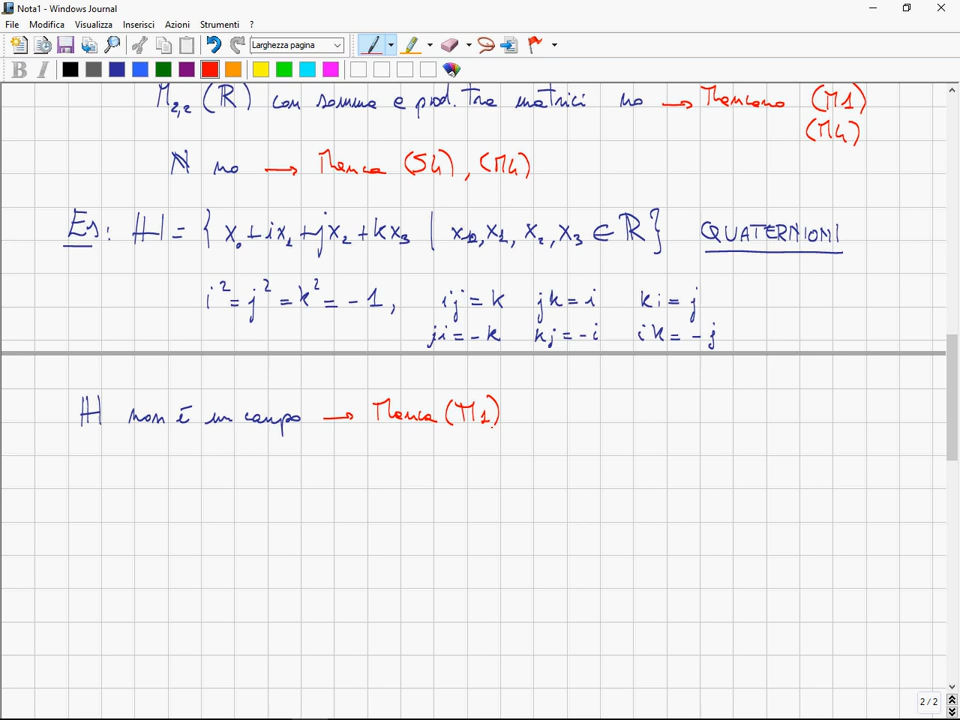 Nota1 - Windows Journal
File Modifica Visualizza Inserisci Azioni Strumenti ?
Larghezza pagina
B I
M₂,₂(ℝ) con somma e prod. tra matrici no → Mancano (M1)
(M4)
ℕ no → Manca (S4), (M4)
Es: ℍ = { x₀ + ix₁ + jx₂ + kx₃ | x₀, x₁, x₂, x₃ ∈ ℝ } QUATERNIONI
i² = j² = k² = -1, ij = k jk = i ki = j
ji = -k kj = -i ik = -j
ℍ non è un campo → Manca (M1)
2 / 2